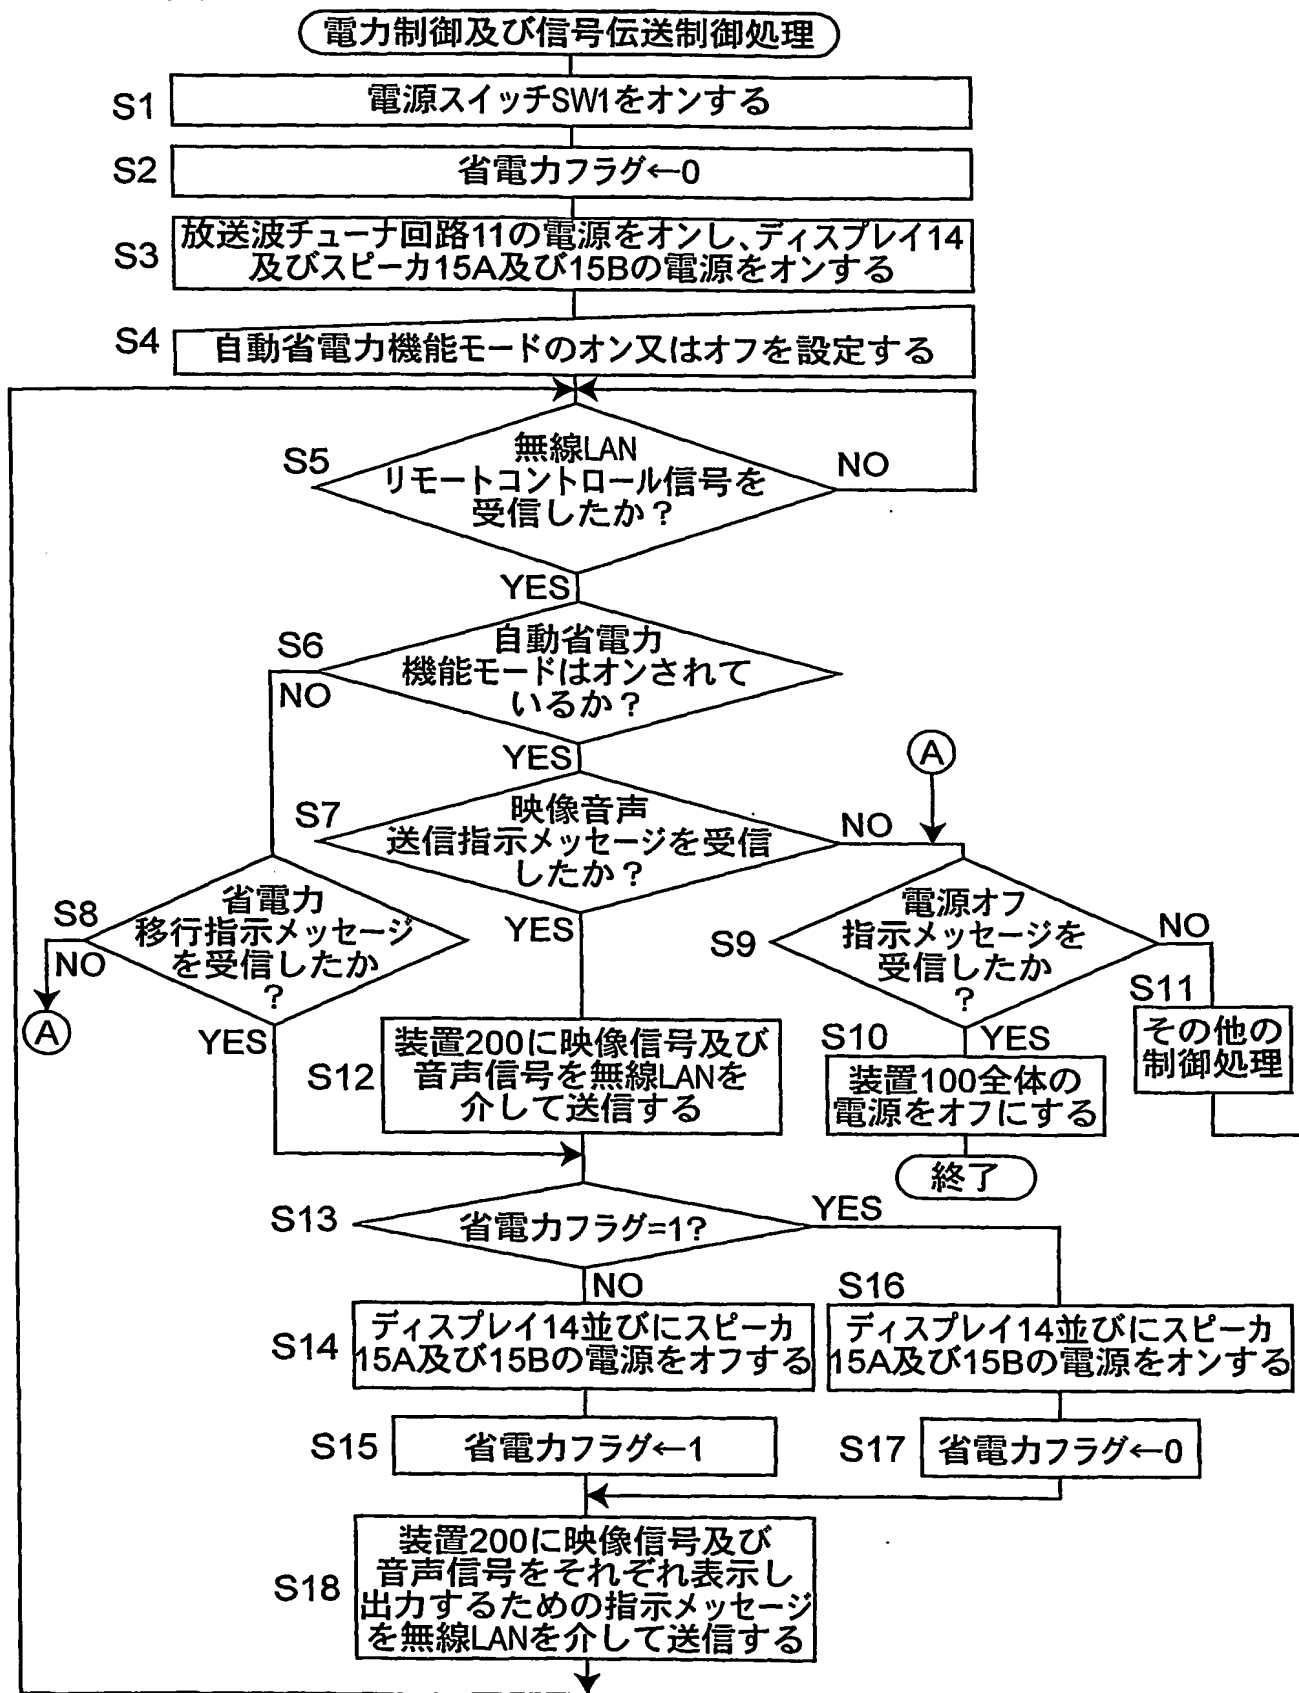 電力制御及び信号伝送制御処理
S1
電源スイッチSW1をオンする
S2
省電力フラグ←0
S3
放送波チューナ回路11の電源をオンし、ディスプレイ14
及びスピーカ15A及び15Bの電源をオンする
S4
自動省電力機能モードのオン又はオフを設定する
S5
無線LAN
リモートコントロール信号を
受信したか？
NO
YES
S6
自動省電力
機能モードはオンされて
いるか？
NO
YES
A
S7
映像音声
送信指示メッセージを受信
したか？
NO
YES
S8
省電力
移行指示メッセージ
を受信したか
？
NO
A
YES
S9
電源オフ
指示メッセージを
受信したか
？
NO
YES
S11
その他の
制御処理
S10
装置100全体の
電源をオフにする
終了
S12
装置200に映像信号及び
音声信号を無線LANを
介して送信する
S13
省電力フラグ=1?
YES
NO
S14
ディスプレイ14並びにスピーカ
15A及び15Bの電源をオフする
S16
ディスプレイ14並びにスピーカ
15A及び15Bの電源をオンする
S15
省電力フラグ←1
S17
省電力フラグ←0
S18
装置200に映像信号及び
音声信号をそれぞれ表示し
出力するための指示メッセージ
を無線LANを介して送信する